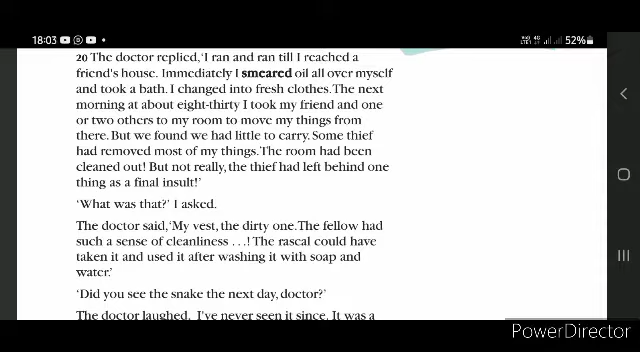 18:03
52%
20 The doctor replied, 'I ran and ran till I reached a
friend's house. Immediately I smeared oil all over myself
and took a bath. I changed into fresh clothes. The next
morning at about eight-thirty I took my friend and one
or two others to my room to move my things from
there. But we found we had little to carry. Some thief
had removed most of my things. The room had been
cleaned out! But not really, the thief had left behind one
thing as a final insult!'
'What was that?' I asked.
The doctor said, 'My vest, the dirty one. The fellow had
such a sense of cleanliness . . .! The rascal could have
taken it and used it after washing it with soap and
water.'
'Did you see the snake the next day, doctor?'
The doctor laughed, I've never seen it since. It was a
PowerDirector